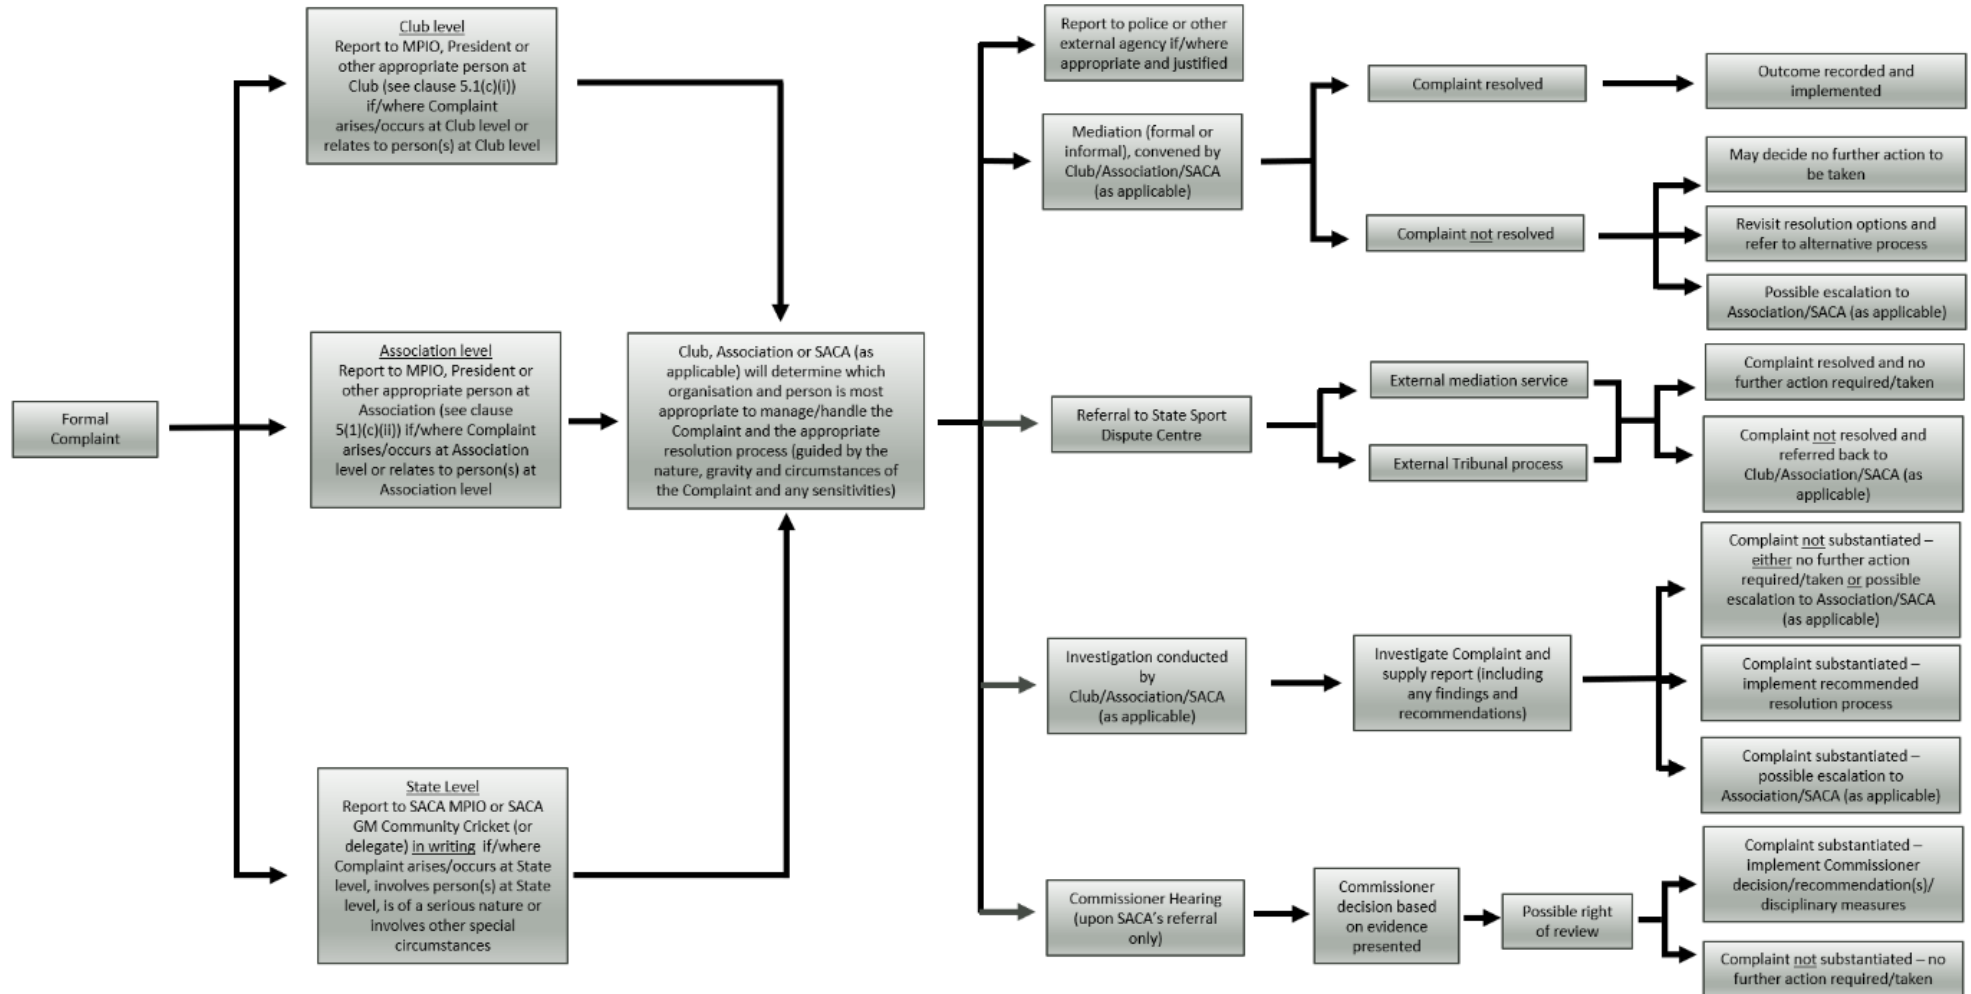 Formal
Complaint
Club level
Report to MPIO, President or
other appropriate person at
Club (see clause 5.1(c)(i))
if/where Complaint
arises/occurs at Club level or
relates to person(s) at Club level
Association level
Report to MPIO, President or
other appropriate person at
Association (see clause
5(1)(c)(ii)) if/where Complaint
arises/occurs at Association
level or relates to person(s) at
Association level
State Level
Report to SACA MPIO or SACA
GM Community Cricket (or
delegate) in writing if/where
Complaint arises/occurs at State
level, involves person(s) at State
level, is of a serious nature or
involves other special
circumstances
Club, Association or SACA (as
applicable) will determine which
organisation and person is most
appropriate to manage/handle the
Complaint and the appropriate
resolution process (guided by the
nature, gravity and circumstances of
the Complaint and any sensitivities)
Report to police or other
external agency if/where
appropriate and justified
Mediation (formal or
informal), convened by
Club/Association/SACA
(as applicable)
Complaint resolved
Outcome recorded and
implemented
Complaint not resolved
May decide no further action to
be taken
Revisit resolution options and
refer to alternative process
Possible escalation to
Association/SACA (as applicable)
Referral to State Sport
Dispute Centre
External mediation service
External Tribunal process
Complaint resolved and no
further action required/taken
Complaint not resolved and
referred back to
Club/Association/SACA (as
applicable)
Investigation conducted
by
Club/Association/SACA
(as applicable)
Investigate Complaint and
supply report (including
any findings and
recommendations)
Complaint not substantiated –
either no further action
required/taken or possible
escalation to Association/SACA
(as applicable)
Complaint substantiated –
implement recommended
resolution process
Complaint substantiated –
possible escalation to
Association/SACA (as applicable)
Commissioner Hearing
(upon SACA's referral
only)
Commissioner
decision based
on evidence
presented
Possible right
of review
Complaint substantiated –
implement Commissioner
decision/recommendation(s)/
disciplinary measures
Complaint not substantiated – no
further action required/taken